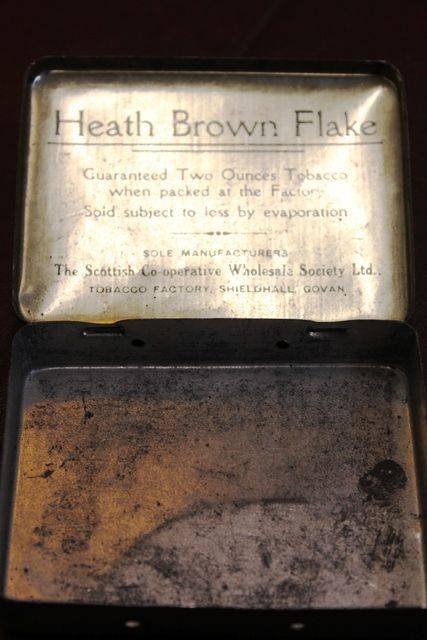 Heath Brown Flake
Guaranteed Two Ounces Tobacco
when packed at the Factory
Sold subject to loss by evaporation
SOLE MANUFACTURERS
The Scottish Co-operative Wholesale Society Ltd.,
TOBACCO FACTORY, SHIELDHALL, GOVAN.